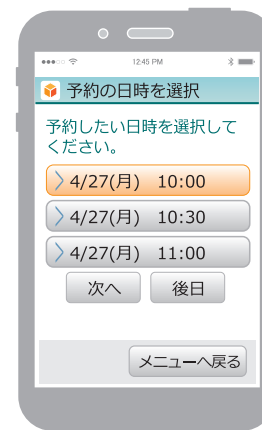 12:45 PM
予約の日時を選択
予約したい日時を選択して
ください。
4/27(月) 10:00
4/27(月) 10:30
4/27(月) 11:00
次へ 後日
メニューへ戻る